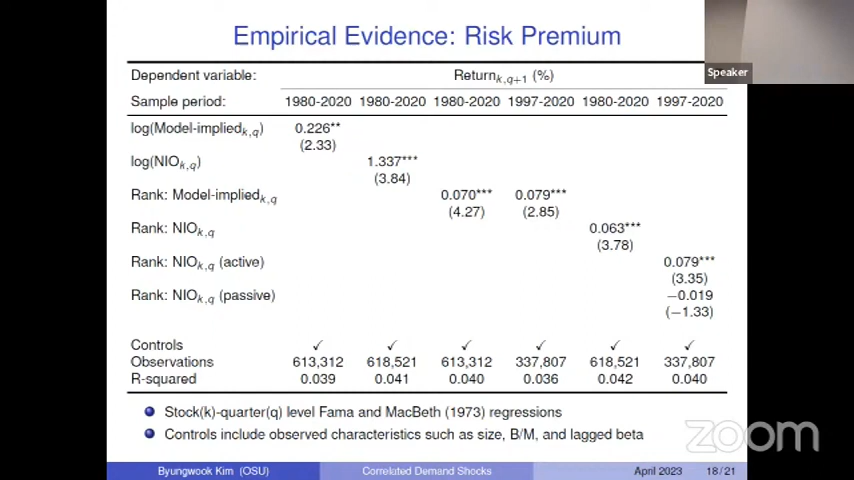 Empirical Evidence: Risk Premium
Speaker
Dependent variable: Return_{k,q+1} (%)
Sample period: 1980-2020 1980-2020 1980-2020 1997-2020 1980-2020 1997-2020
log(Model-implied_{k,q}) 0.226**
(2.33)
log(NIO_{k,q}) 1.337***
(3.84)
Rank: Model-implied_{k,q} 0.070*** 0.079***
(4.27) (2.85)
Rank: NIO_{k,q} 0.063***
(3.78)
Rank: NIO_{k,q} (active) 0.079***
(3.35)
Rank: NIO_{k,q} (passive) −0.019
(−1.33)
Controls ✓ ✓ ✓ ✓ ✓ ✓
Observations 613,312 618,521 613,312 337,807 618,521 337,807
R-squared 0.039 0.041 0.040 0.036 0.042 0.040
Stock(k)-quarter(q) level Fama and MacBeth (1973) regressions
Controls include observed characteristics such as size, B/M, and lagged beta
zoom
Byungwook Kim (OSU) Correlated Demand Shocks April 2023 18/21